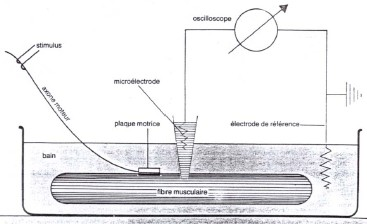 oscilloscope
stimulus
microélectrode
axone moteur
plaque motrice
électrode de référence
bain
fibre musculaire